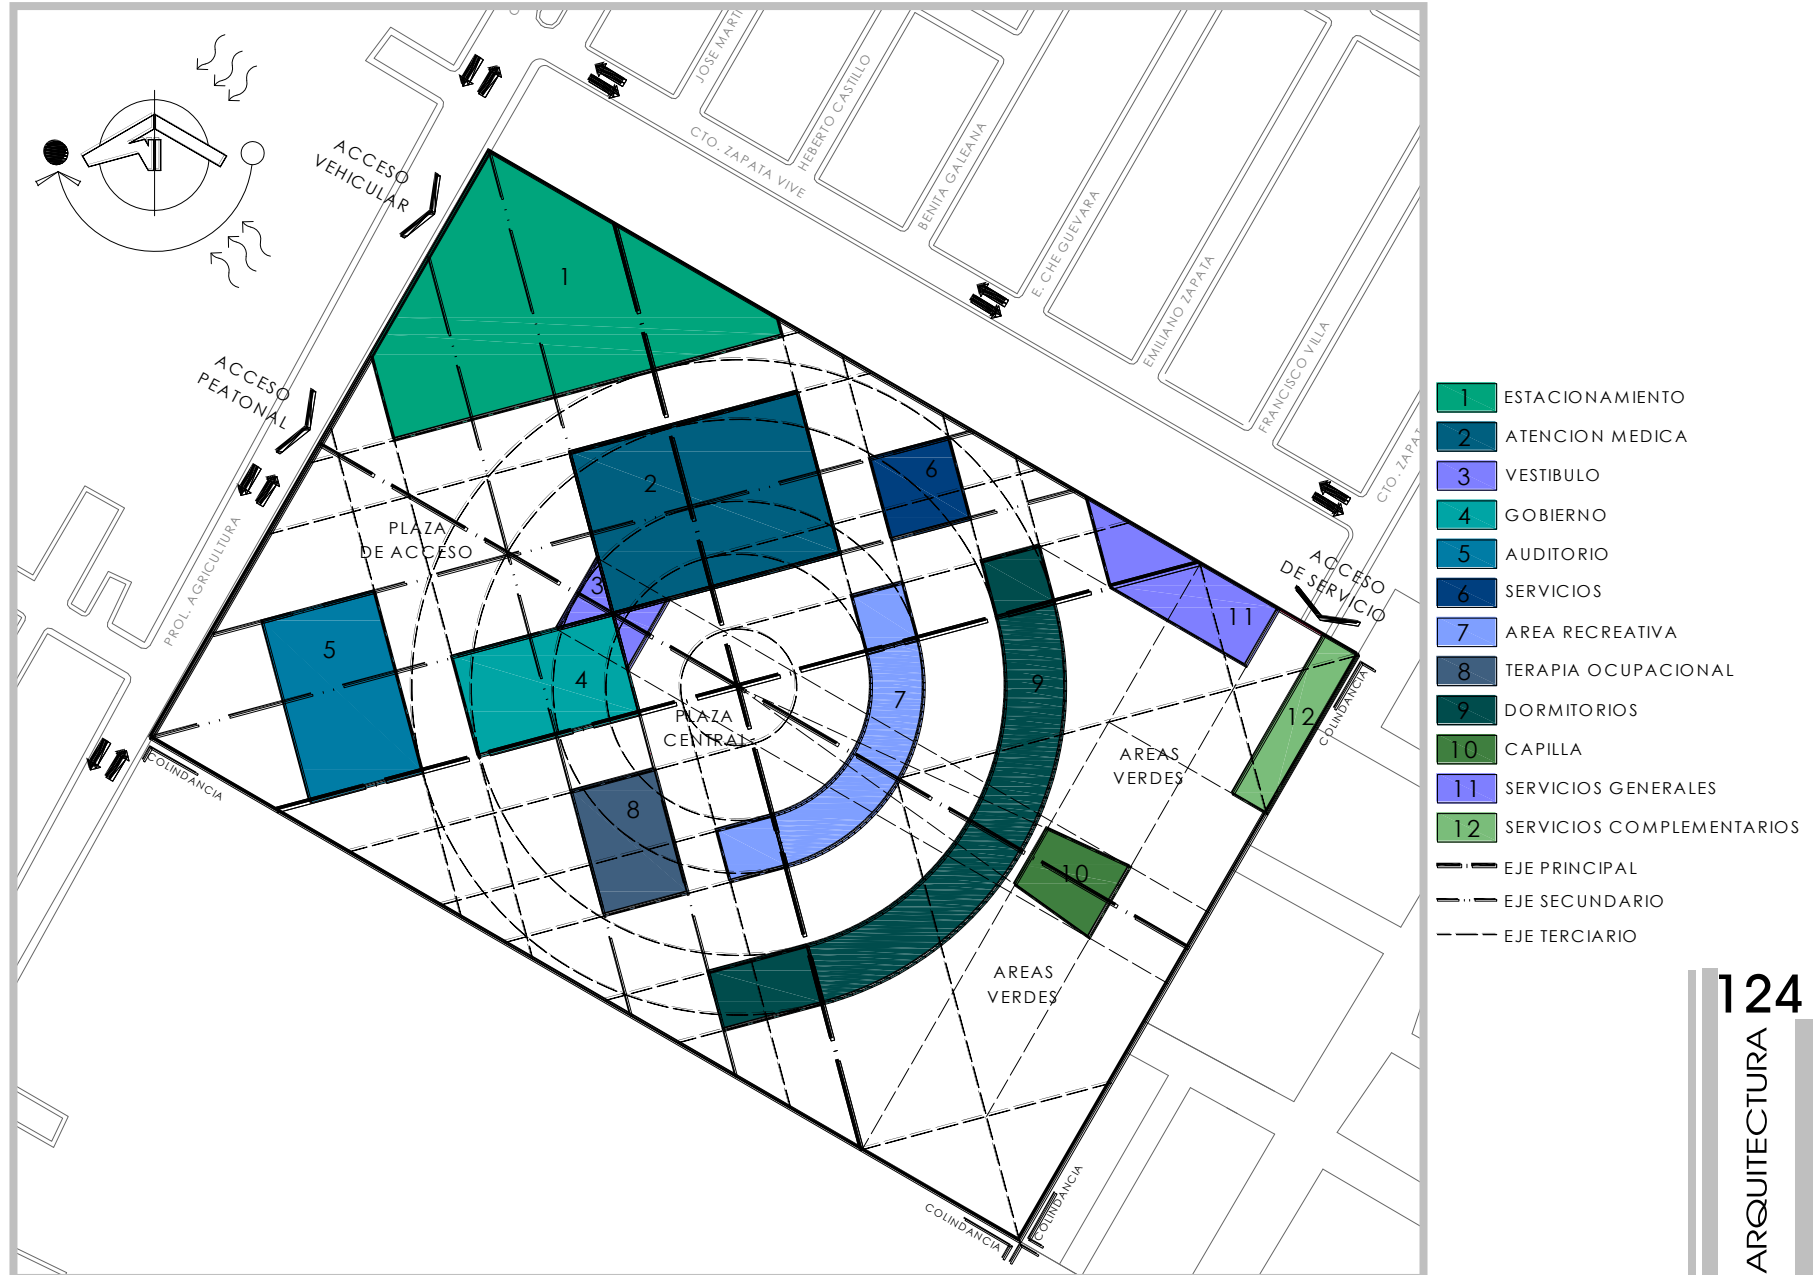 JOSE MARTI
HEBERTO CASTILLO
CTO. ZAPATA VIVE
BENITA GALEANA
E. CHE GUEVARA
EMILIANO ZAPATA
FRANCISCO VILLA
CTO. ZAPAT
ACCESO
VEHICULAR
ACCESO
PEATONAL
PROL. AGRICULTURA
1
2
6
PLAZA
DE ACCESO
3
5
4
7
9
11
12
ACCESO
DE SERVICIO
PLAZA
CENTRAL
AREAS
VERDES
8
10
AREAS
VERDES
COLINDANCIA
COLINDANCIA
COLINDANCIA
COLINDANCIA
1 ESTACIONAMIENTO
2 ATENCION MEDICA
3 VESTIBULO
4 GOBIERNO
5 AUDITORIO
6 SERVICIOS
7 AREA RECREATIVA
8 TERAPIA OCUPACIONAL
9 DORMITORIOS
10 CAPILLA
11 SERVICIOS GENERALES
12 SERVICIOS COMPLEMENTARIOS
EJE PRINCIPAL
EJE SECUNDARIO
EJE TERCIARIO
124
ARQUITECTURA